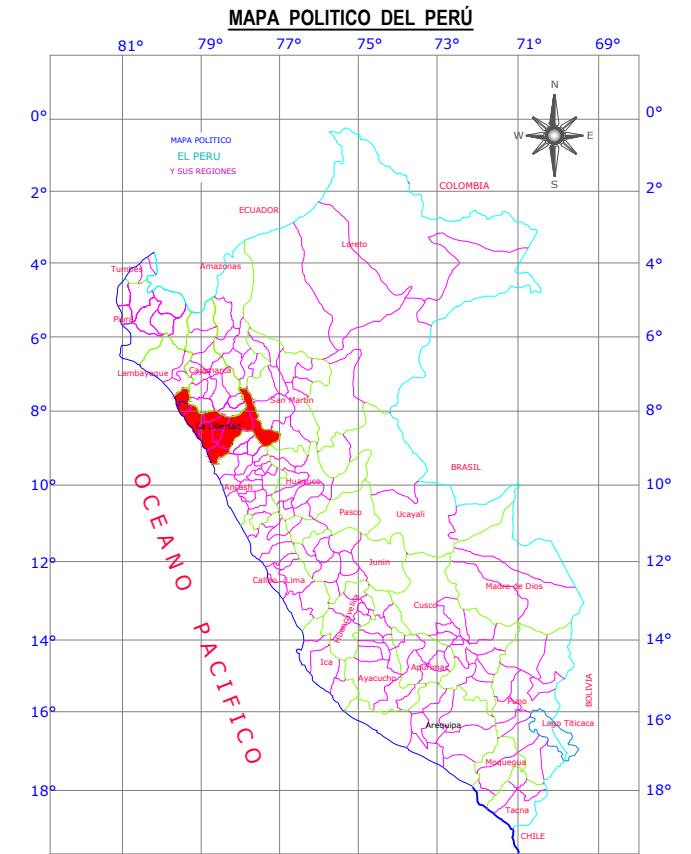 MAPA POLITICO DEL PERÚ
81° 79° 77° 75° 73° 71° 69°
N
0° 0°
MAPA POLITICO
W E
EL PERU
Y SUS REGIONES
S
COLOMBIA
2° 2°
ECUADOR
Loreto
4° 4°
Tumbes Amazonas
Piura
6° 6°
Lambayanue Cajamarca
San Martin
8° 8°
La Libertad
BRASIL
10° 10°
Ancash Huanuco
Pasco Ucayali
OCEANO PACIFICO
12° 12°
Junin
Callao Lima
Madre de Dios
Cusco
Huancavelica
14° 14°
Ica
Apurimac
Ayacucho
BOLIVIA
Puno
16° 16°
Arequipa
Lago Titicaca
Moquegua
18° 18°
Tacna
CHILE